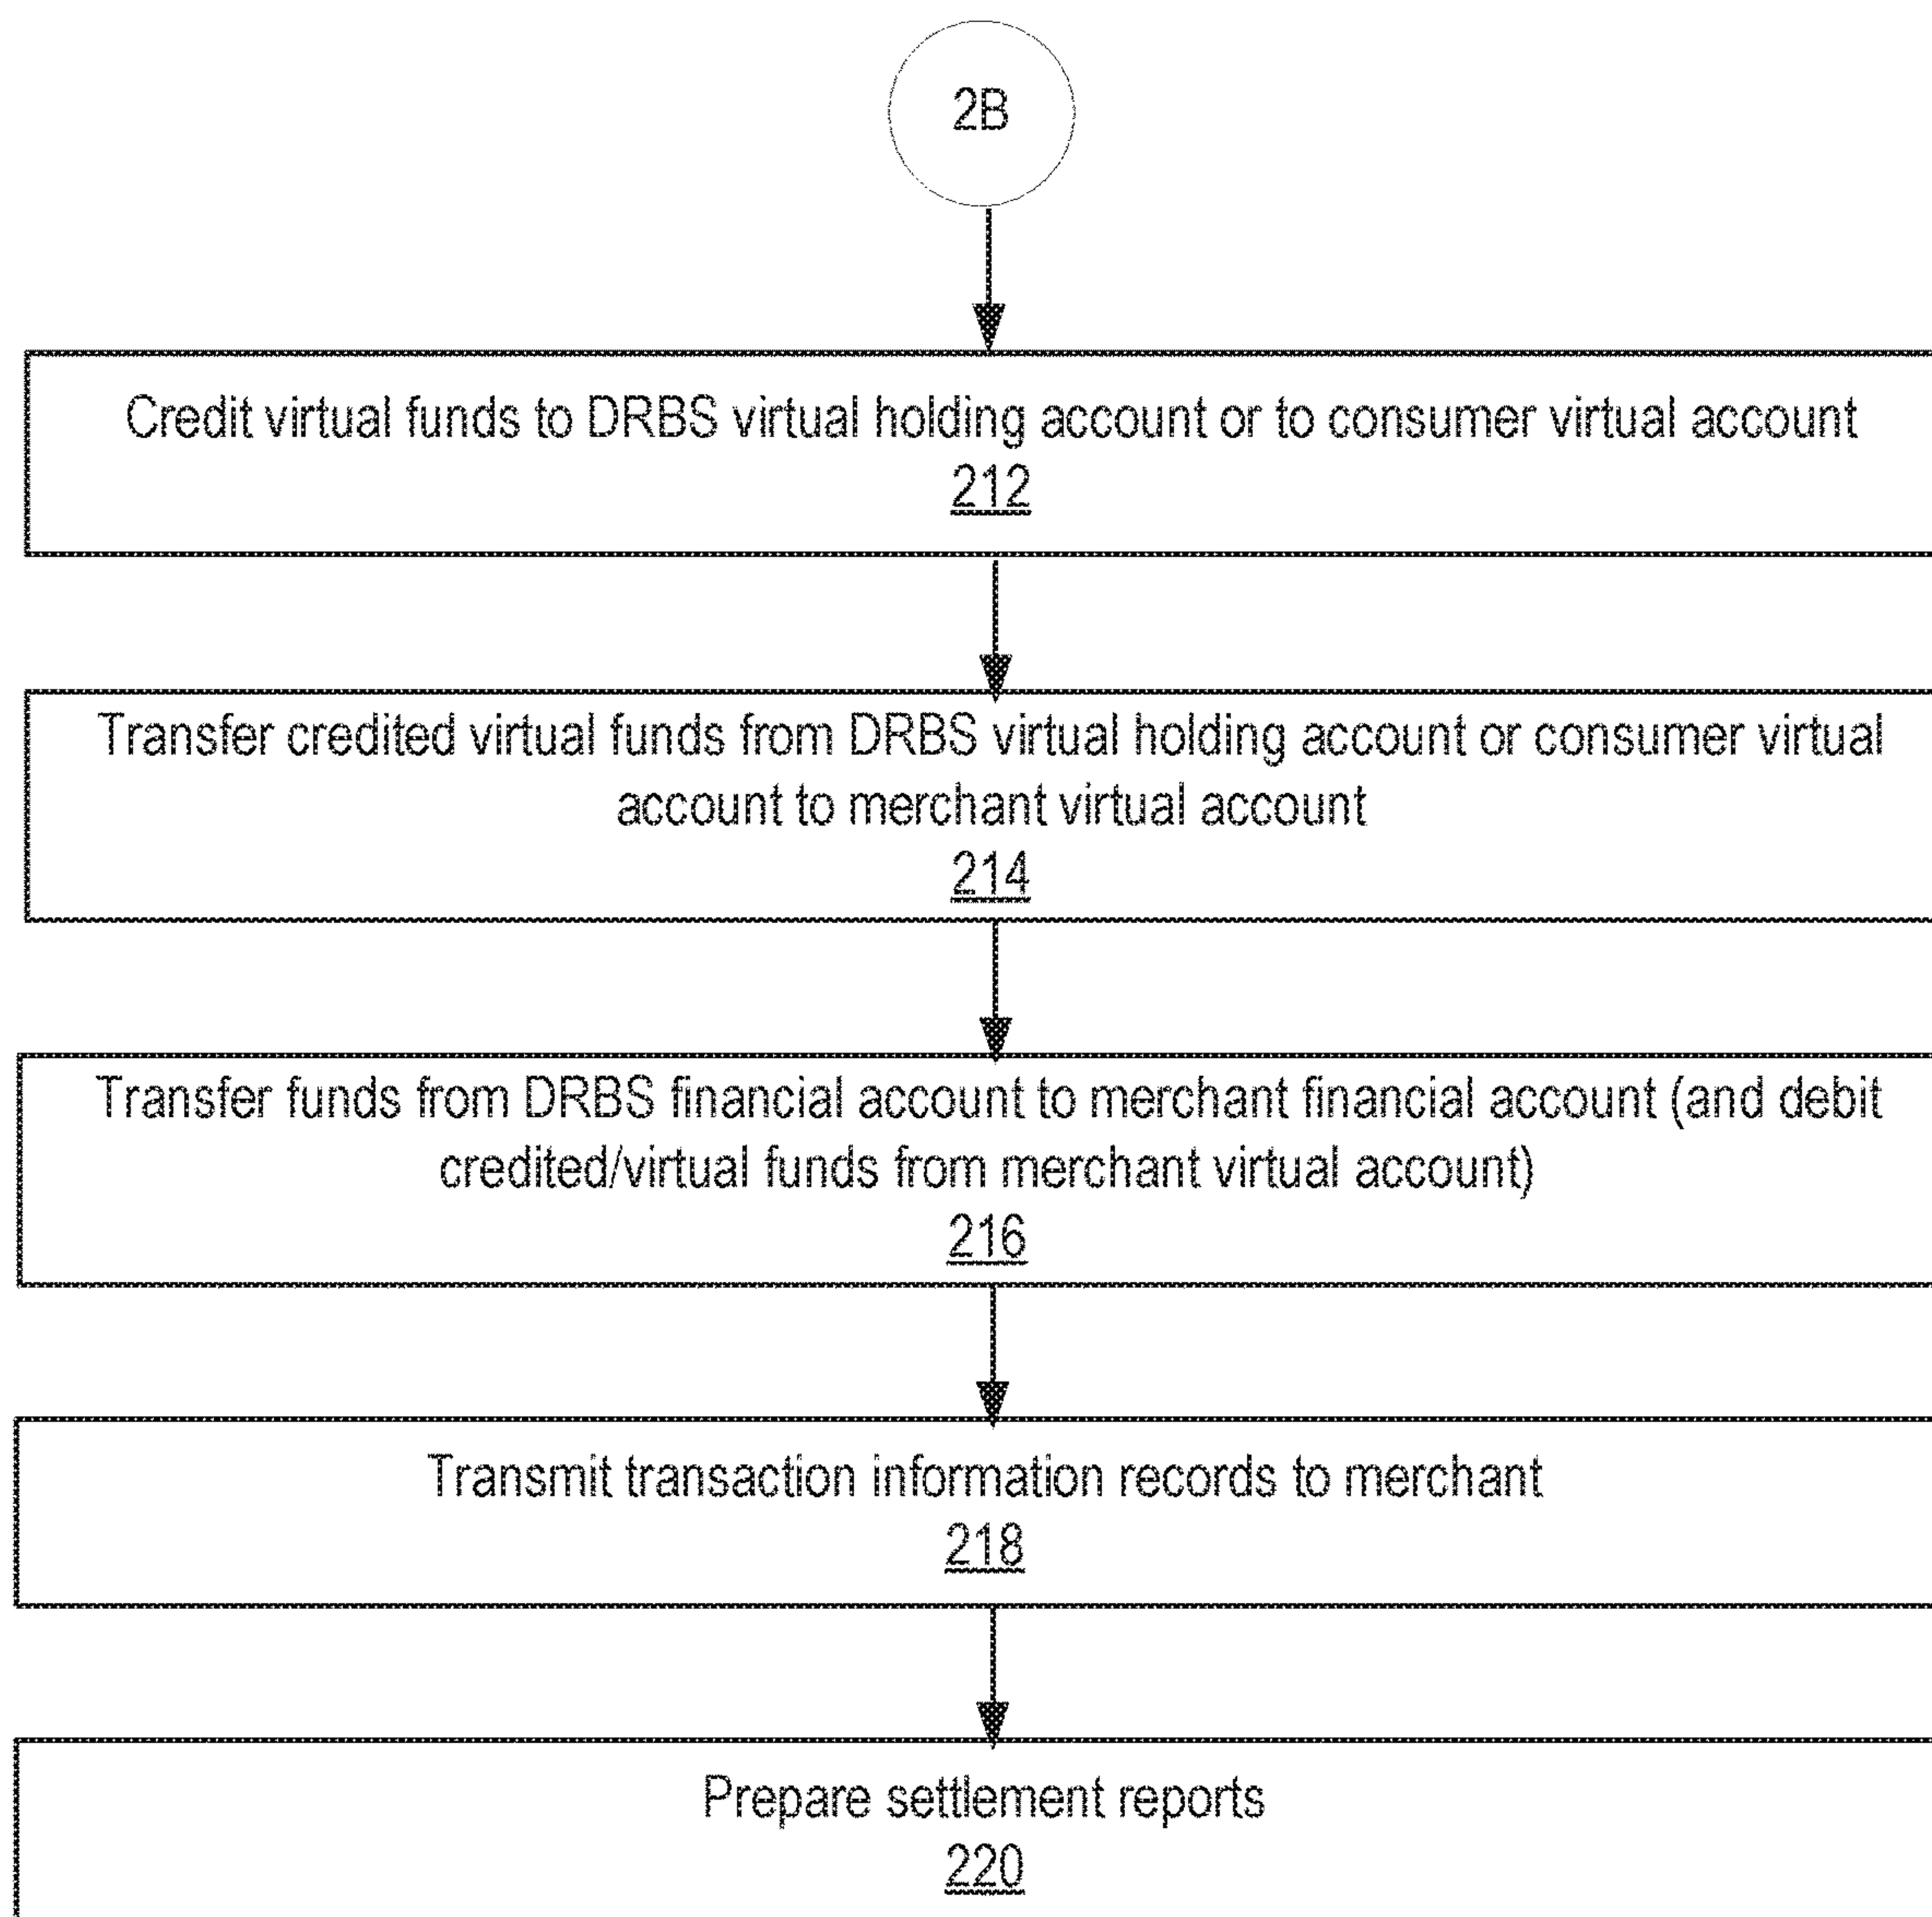 2B
Credit virtual funds to DRBS virtual holding account or to consumer virtual account
212
Transfer credited virtual funds from DRBS virtual holding account or consumer virtual
account to merchant virtual account
214
Transfer funds from DRBS financial account to merchant financial account (and debit
credited/virtual funds from merchant virtual account)
216
Transmit transaction information records to merchant
218
Prepare settlement reports
220